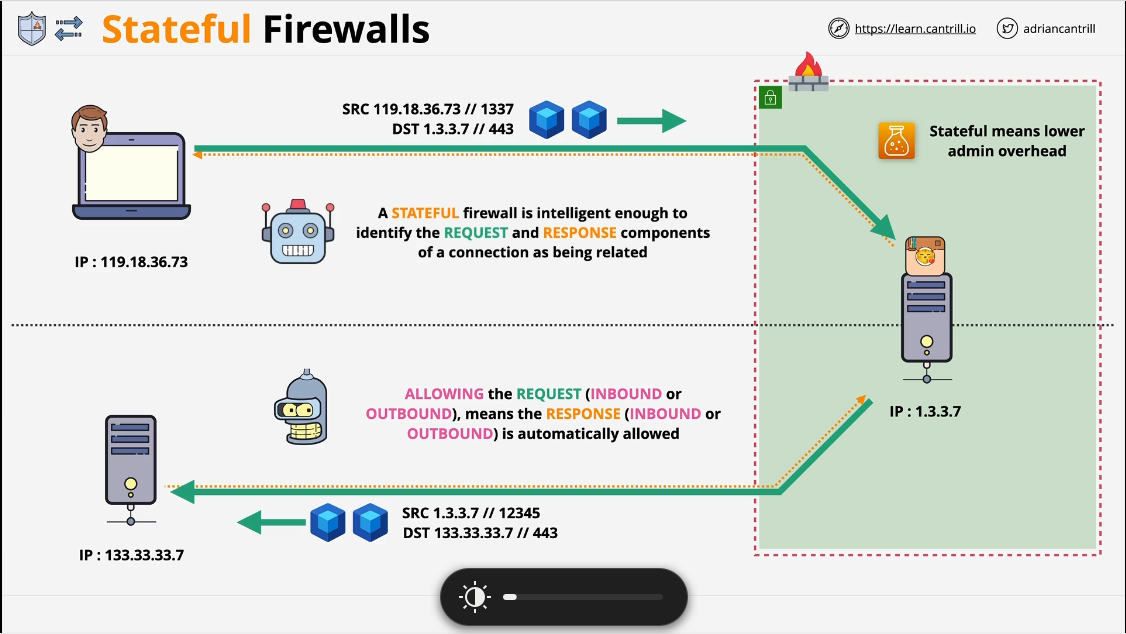 Stateful Firewalls
https://learn.cantrill.io
adriancantrill
SRC 119.18.36.73 // 1337
DST 1.3.3.7 // 443
Stateful means lower
admin overhead
A STATEFUL firewall is intelligent enough to
identify the REQUEST and RESPONSE components
of a connection as being related
IP : 119.18.36.73
ALLOWING the REQUEST (INBOUND or
OUTBOUND), means the RESPONSE (INBOUND or
OUTBOUND) is automatically allowed
IP : 1.3.3.7
SRC 1.3.3.7 // 12345
DST 133.33.33.7 // 443
IP : 133.33.33.7